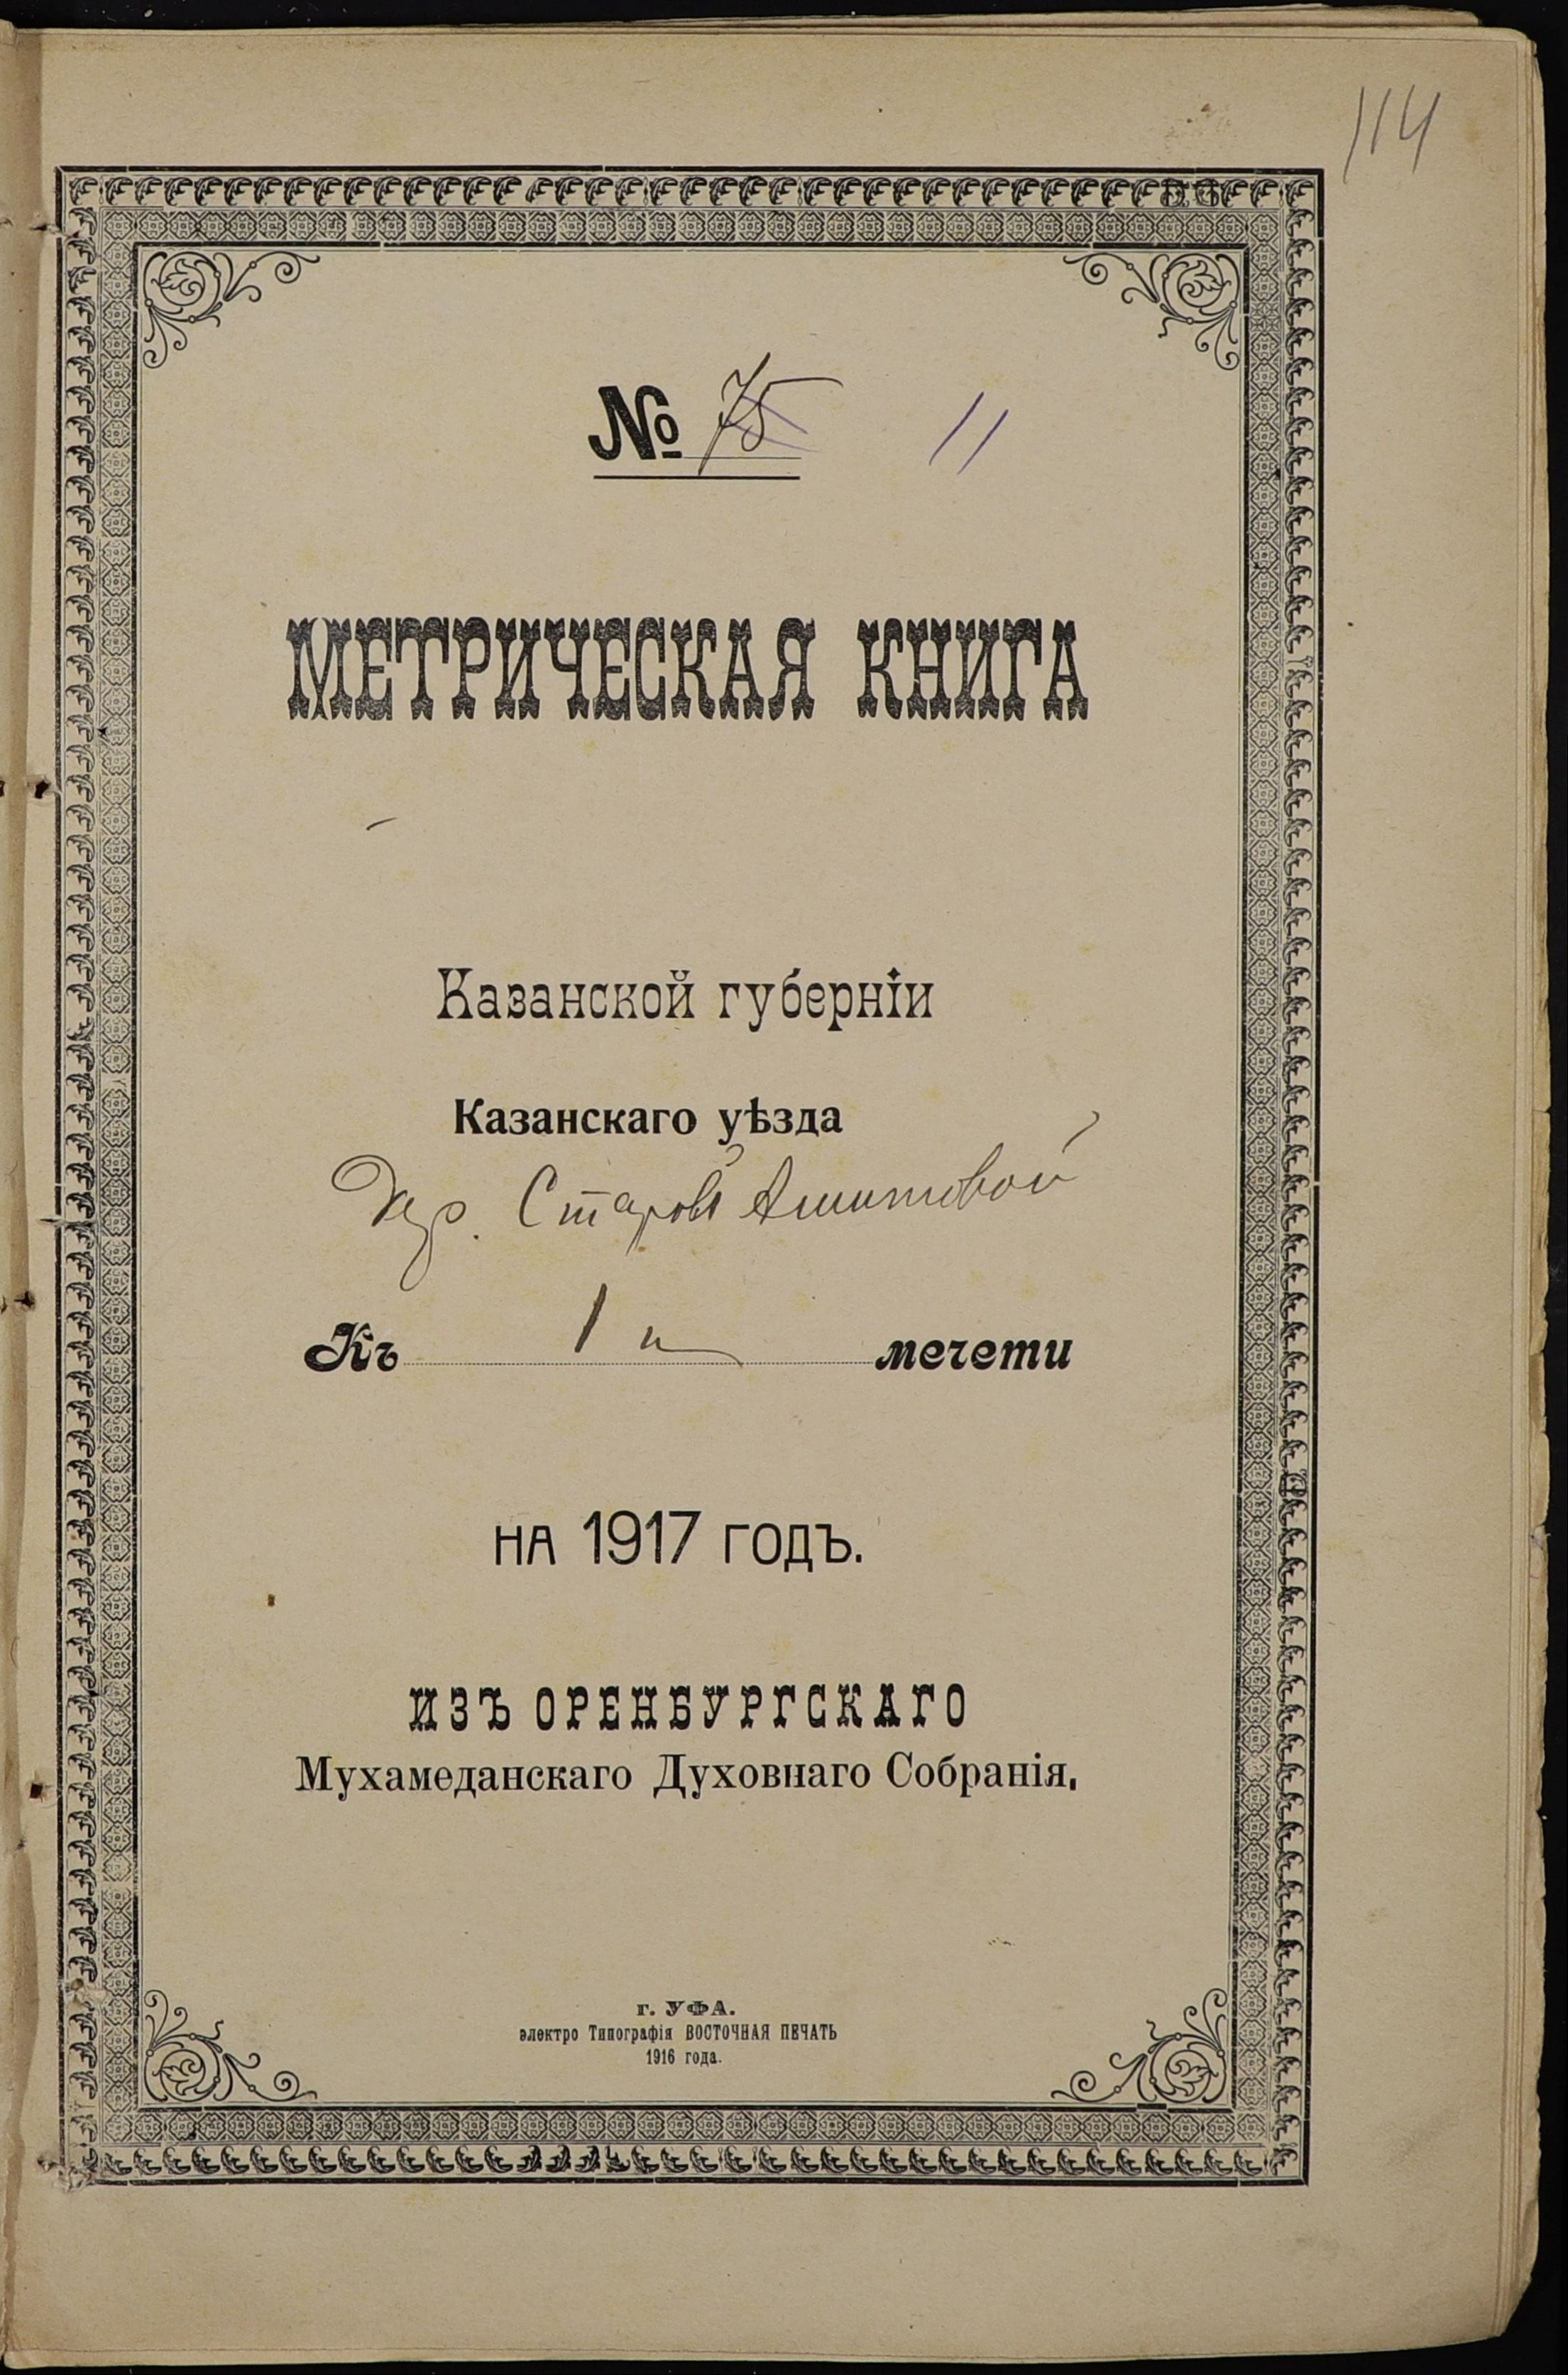 114
№ 75 11
МЕТРИЧЕСКАЯ КНИГА
Казанской губернiи
Казанскаго уѣзда
Дер. Старой Ашитовой
Къ 1 й мечети
НА 1917 ГОДЪ.
ИЗЪ ОРЕНБУРГСКАГО
Мухамеданскаго Духовнаго Собранiя.
г. УФА.
электро Типографiя ВОСТОЧНАЯ ПЕЧАТЬ
1916 года.